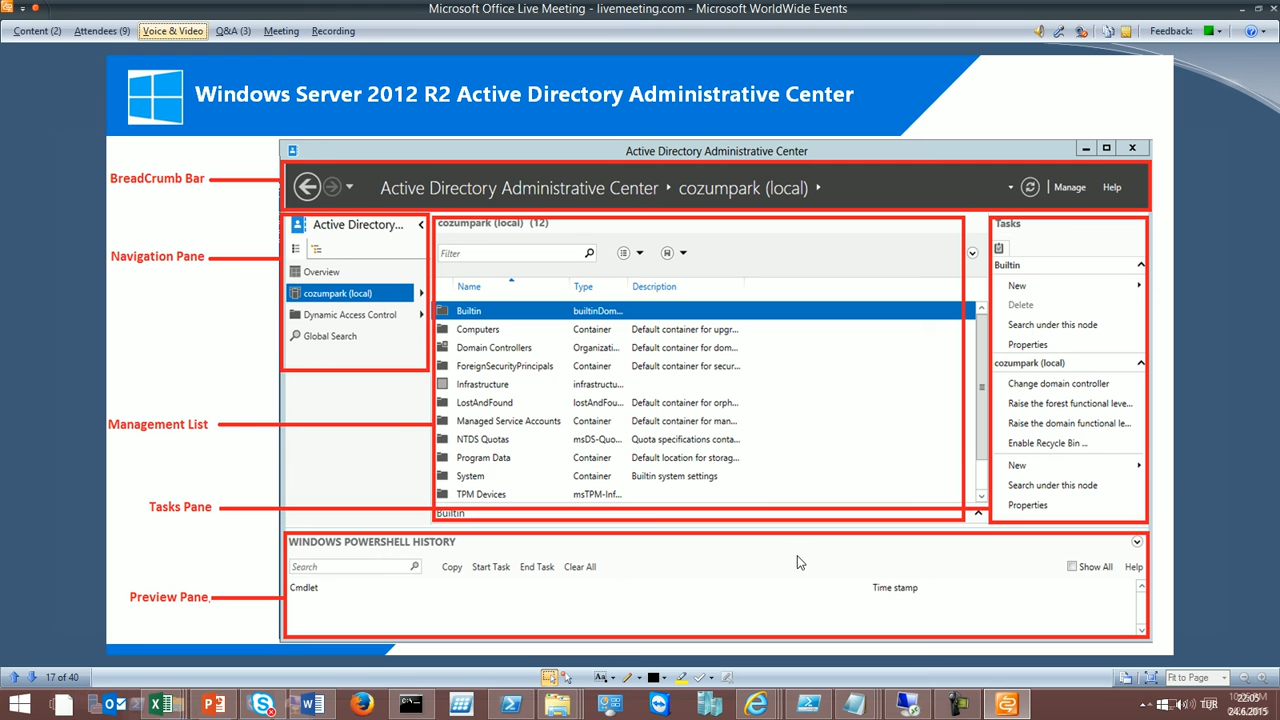 Microsoft Office Live Meeting - livemeeting.com - Microsoft WorldWide Events
Content (2) Attendees (9) Voice & Video Q&A (3) Meeting Recording Feedback:
Windows Server 2012 R2 Active Directory Administrative Center
Active Directory Administrative Center
BreadCrumb Bar
Active Directory Administrative Center cozumpark (local) Manage Help
Navigation Pane
Active Directory...
Overview
cozumpark (local)
Dynamic Access Control
Global Search
cozumpark (local) (12)
Filter
Name Type Description
Builtin builtinDom...
Computers Container Default container for upgr...
Domain Controllers Organizati... Default container for dom...
ForeignSecurityPrincipals Container Default container for secur...
Infrastructure infrastructu...
LostAndFound lostAndFou... Default container for orph...
Managed Service Accounts Container Default container for man...
NTDS Quotas msDS-Quo... Quota specifications conta...
Program Data Container Default location for storag...
System Container Builtin system settings
TPM Devices msTPM-Inf...
Builtin
Management List
Tasks Pane
Tasks
Builtin
New
Delete
Search under this node
Properties
cozumpark (local)
Change domain controller
Raise the forest functional leve...
Raise the domain functional le...
Enable Recycle Bin ...
New
Search under this node
Properties
WINDOWS POWERSHELL HISTORY
Search Copy Start Task End Task Clear All Show All Help
Cmdlet Time stamp
Preview Pane
17 of 40 Aa Fit to Page
TUR
22:05
24.6.2015